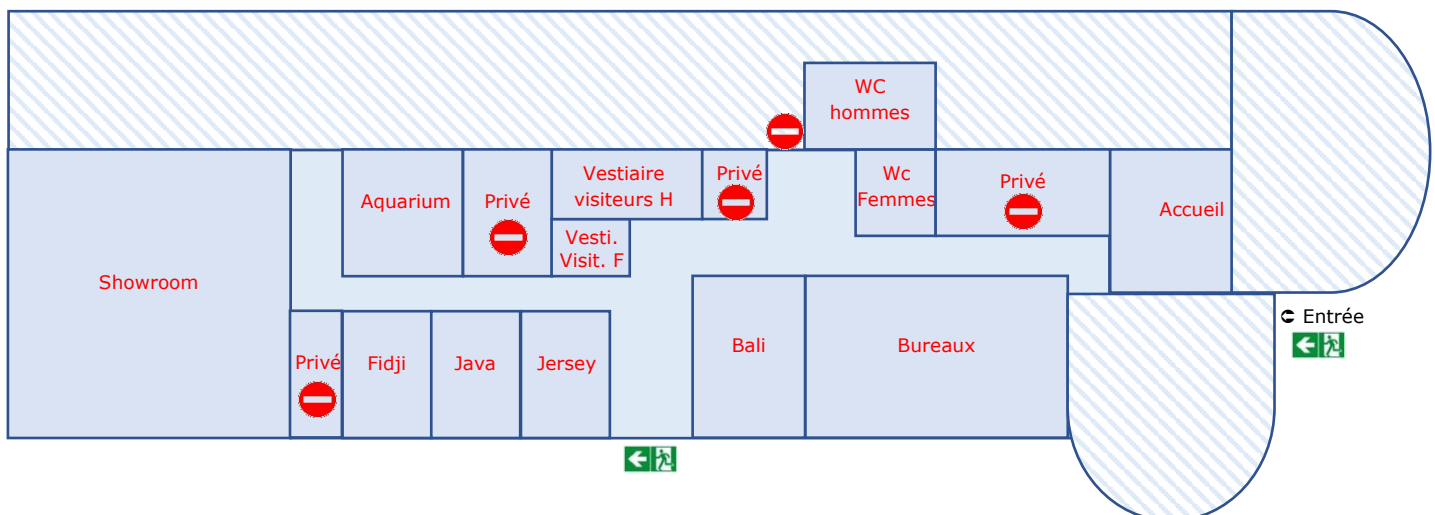 WC
hommes
Vestiaire
visiteurs H
Privé
Wc
Femmes
Privé
Aquarium
Privé
Accueil
Vesti.
Visit. F
Showroom
Entrée
Bali
Bureaux
Privé
Fidji
Java
Jersey